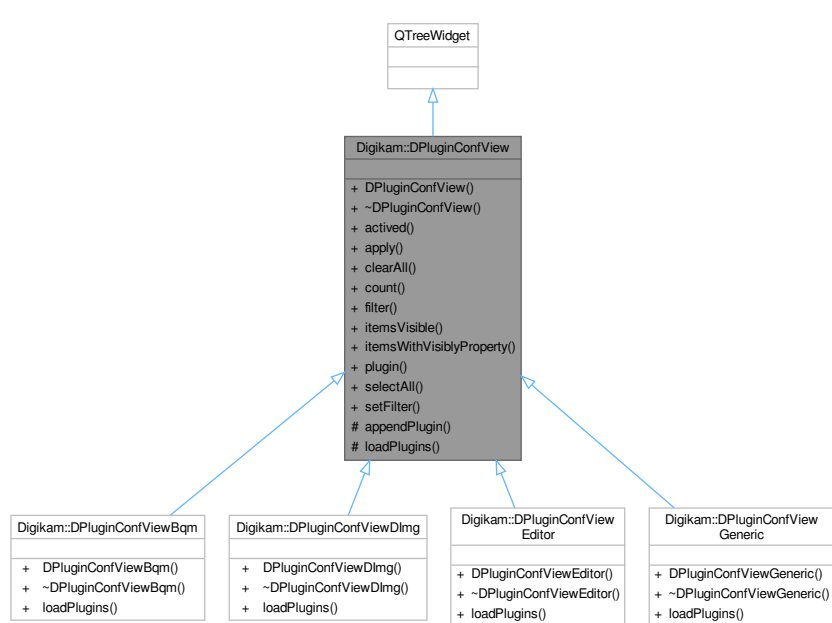 QTreeWidget
Digikam::DPluginConfView
+ DPluginConfView()
+ ~DPluginConfView()
+ actived()
+ apply()
+ clearAll()
+ count()
+ filter()
+ itemsVisible()
+ itemsWithVisiblyProperty()
+ plugin()
+ selectAll()
+ setFilter()
# appendPlugin()
# loadPlugins()
Digikam::DPluginConfViewBqm
+ DPluginConfViewBqm()
+ ~DPluginConfViewBqm()
+ loadPlugins()
Digikam::DPluginConfViewDImg
+ DPluginConfViewDImg()
+ ~DPluginConfViewDImg()
+ loadPlugins()
Digikam::DPluginConfView
Editor
+ DPluginConfViewEditor()
+ ~DPluginConfViewEditor()
+ loadPlugins()
Digikam::DPluginConfView
Generic
+ DPluginConfViewGeneric()
+ ~DPluginConfViewGeneric()
+ loadPlugins()